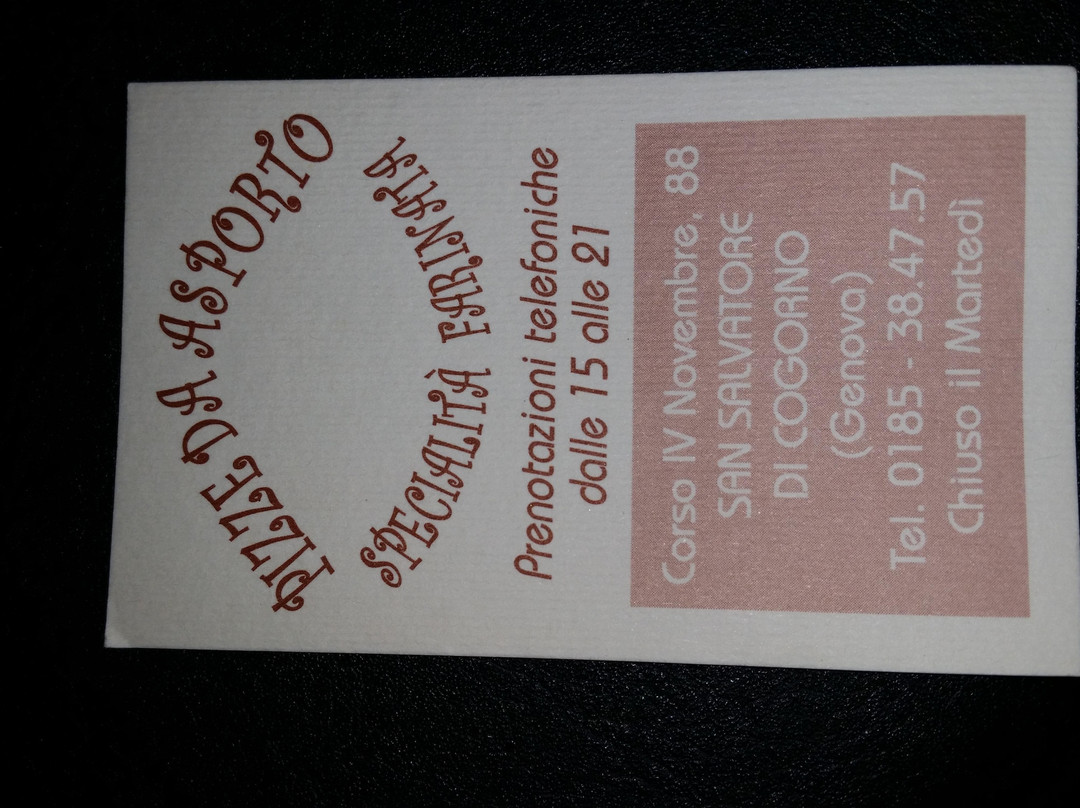 PIZZE DA ASPORTO
SPECIALITÀ FARINATA
Prenotazioni telefoniche
dalle 15 alle 21
Corso IV Novembre, 88
SAN SALVATORE
DI COGORNO
(Genova)
Tel. 0185 - 38.47.57
Chiuso il Martedì